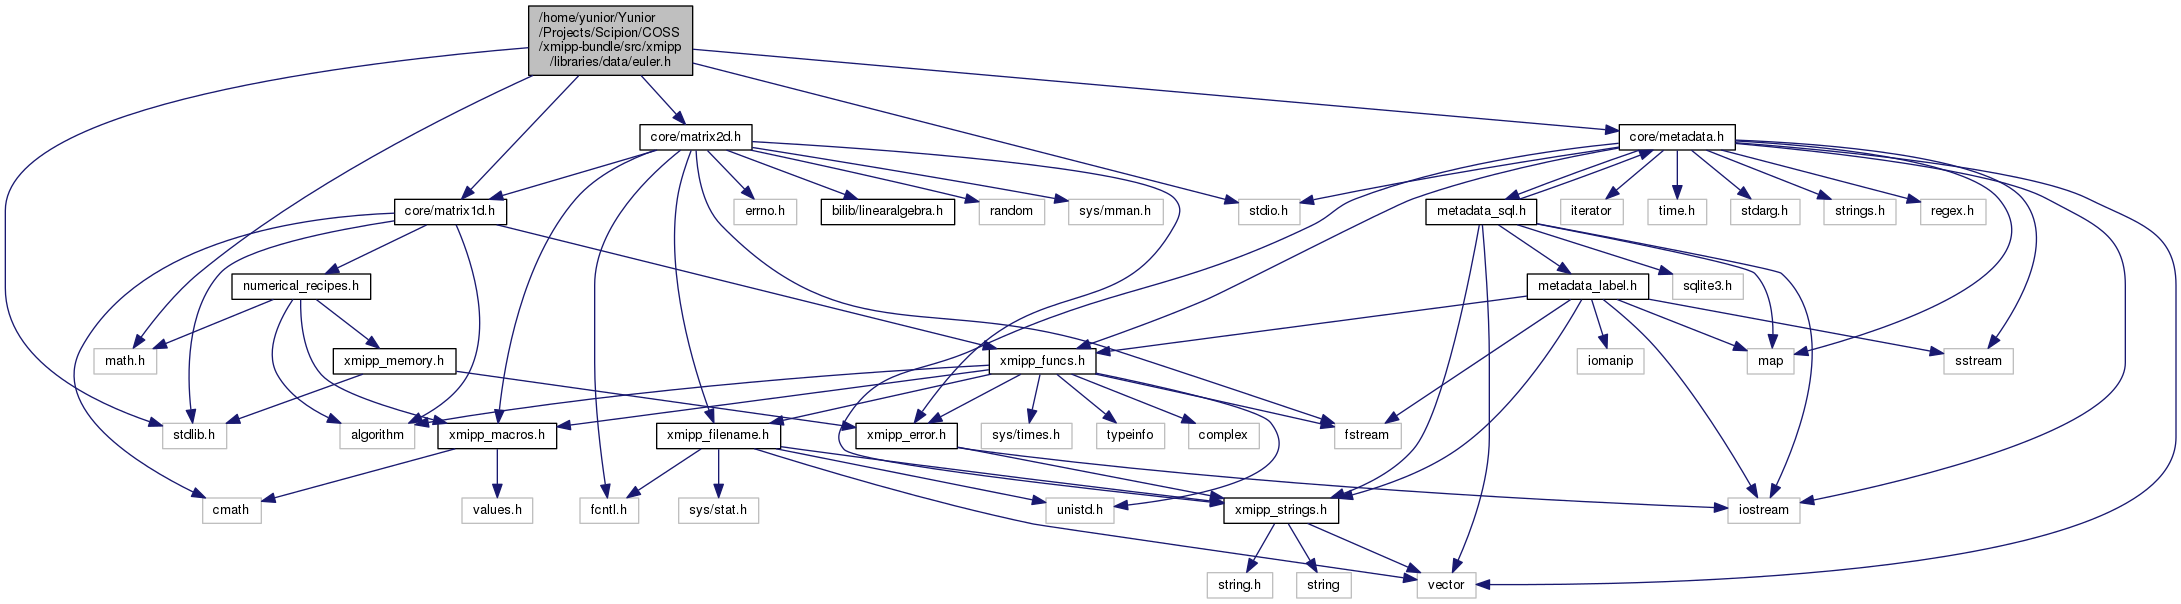 /home/yunior/Yunior
/Projects/Scipion/COSS
/xmipp-bundle/src/xmipp
/libraries/data/euler.h
core/matrix2d.h
core/metadata.h
core/matrix1d.h
errno.h
bilib/linearalgebra.h
random
sys/mman.h
stdio.h
metadata_sql.h
iterator
time.h
stdarg.h
strings.h
regex.h
numerical_recipes.h
metadata_label.h
sqlite3.h
math.h
xmipp_memory.h
xmipp_funcs.h
iomanip
map
sstream
stdlib.h
algorithm
xmipp_macros.h
xmipp_filename.h
xmipp_error.h
sys/times.h
typeinfo
complex
fstream
cmath
values.h
fcntl.h
sys/stat.h
unistd.h
xmipp_strings.h
iostream
string.h
string
vector